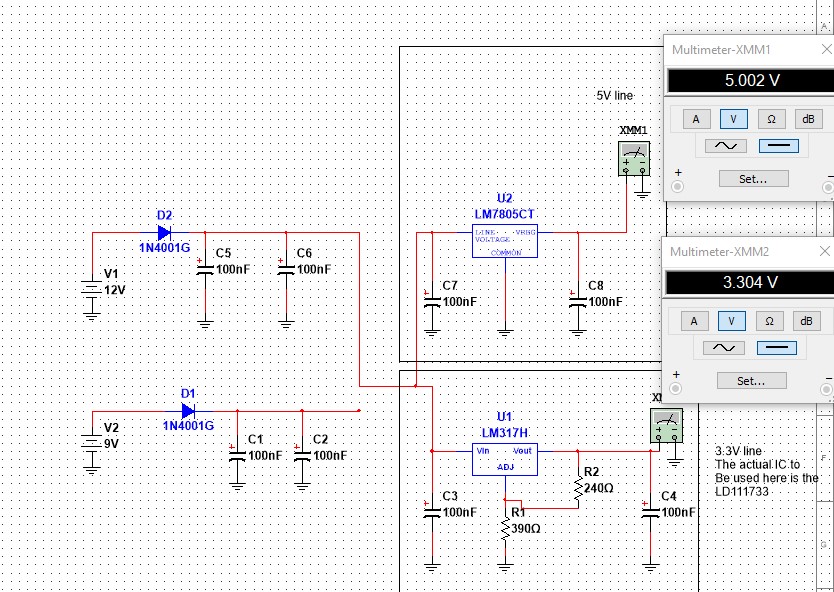 Multimeter-XMM1
5.002 V
A
V
Ω
dB
Set...
+
–
5V line
XMM1
U2
LM7805CT
LINE VREG
VOLTAGE
COMMON
D2
1N4001G
C5
100nF
C6
100nF
V1
12V
C7
100nF
C8
100nF
Multimeter-XMM2
3.304 V
A
V
Ω
dB
Set...
+
–
D1
1N4001G
V2
9V
C1
100nF
C2
100nF
U1
LM317H
Vin Vout
ADJ
R2
240Ω
R1
390Ω
C3
100nF
C4
100nF
3.3V line
The actual IC to
Be used here is the
LD111733
F
G